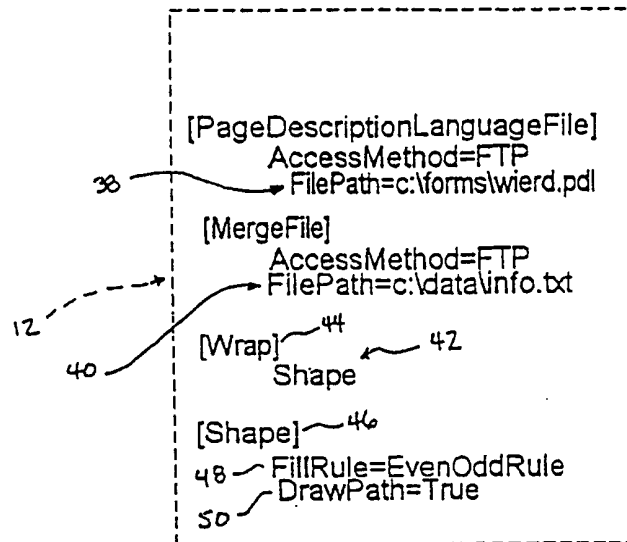 [PageDescriptionLanguageFile]
AccessMethod=FTP
38 FilePath=c:\forms\wierd.pdl
[MergeFile]
AccessMethod=FTP
FilePath=c:\data\info.txt
12
[Wrap] 44 42
40 Shape
[Shape] 46
48 FillRule=EvenOddRule
50 DrawPath=True